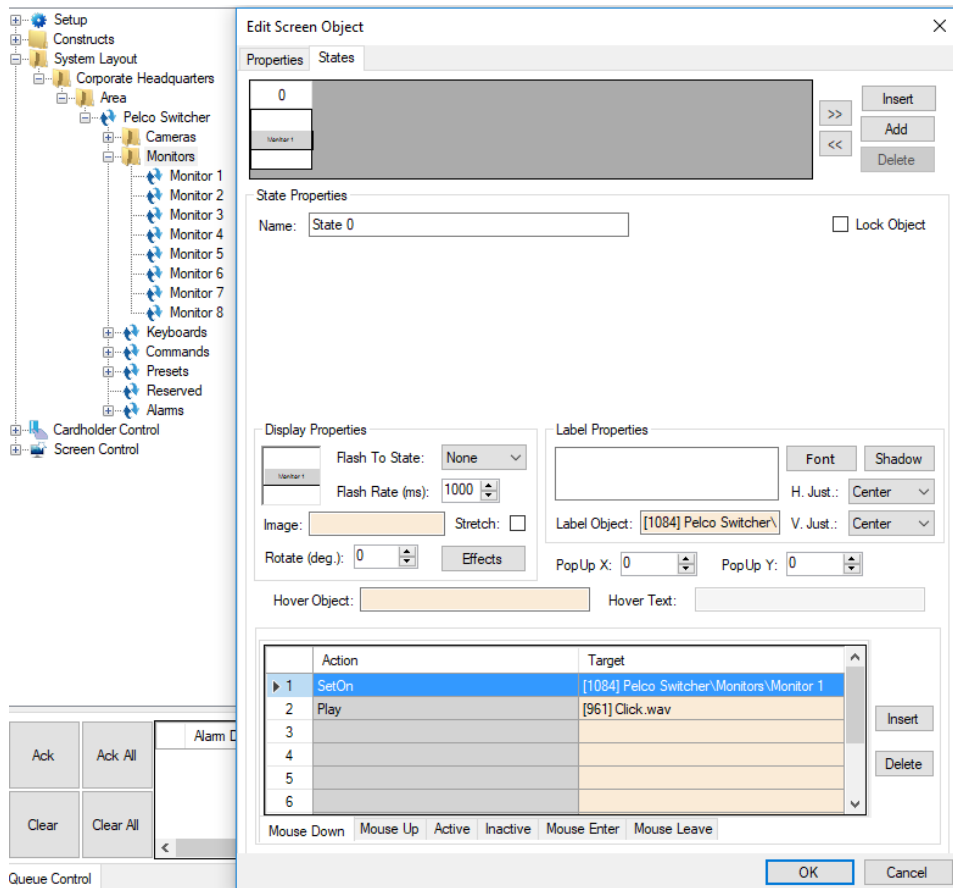 Setup
Constructs
System Layout
Corporate Headquarters
Area
Pelco Switcher
Cameras
Monitors
Monitor 1
Monitor 2
Monitor 3
Monitor 4
Monitor 5
Monitor 6
Monitor 7
Monitor 8
Keyboards
Commands
Presets
Reserved
Alarms
Cardholder Control
Screen Control
Ack
Ack All
Alarm D
Clear
Clear All
Queue Control
Edit Screen Object
Properties States
0
Monitor 1
>>
<<
Insert
Add
Delete
State Properties
Name: State 0
Lock Object
Display Properties
Monitor 1
Flash To State: None
Flash Rate (ms): 1000
Image: Stretch:
Rotate (deg.): 0 Effects
Label Properties
Font Shadow
H. Just.: Center
Label Object: [1084] Pelco Switcher\ V. Just.: Center
PopUp X: 0 PopUp Y: 0
Hover Object: Hover Text:
Action Target
1 SetOn [1084] Pelco Switcher\Monitors\Monitor 1
2 Play [961] Click.wav
3
4
5
6
Insert
Delete
Mouse Down Mouse Up Active Inactive Mouse Enter Mouse Leave
OK Cancel